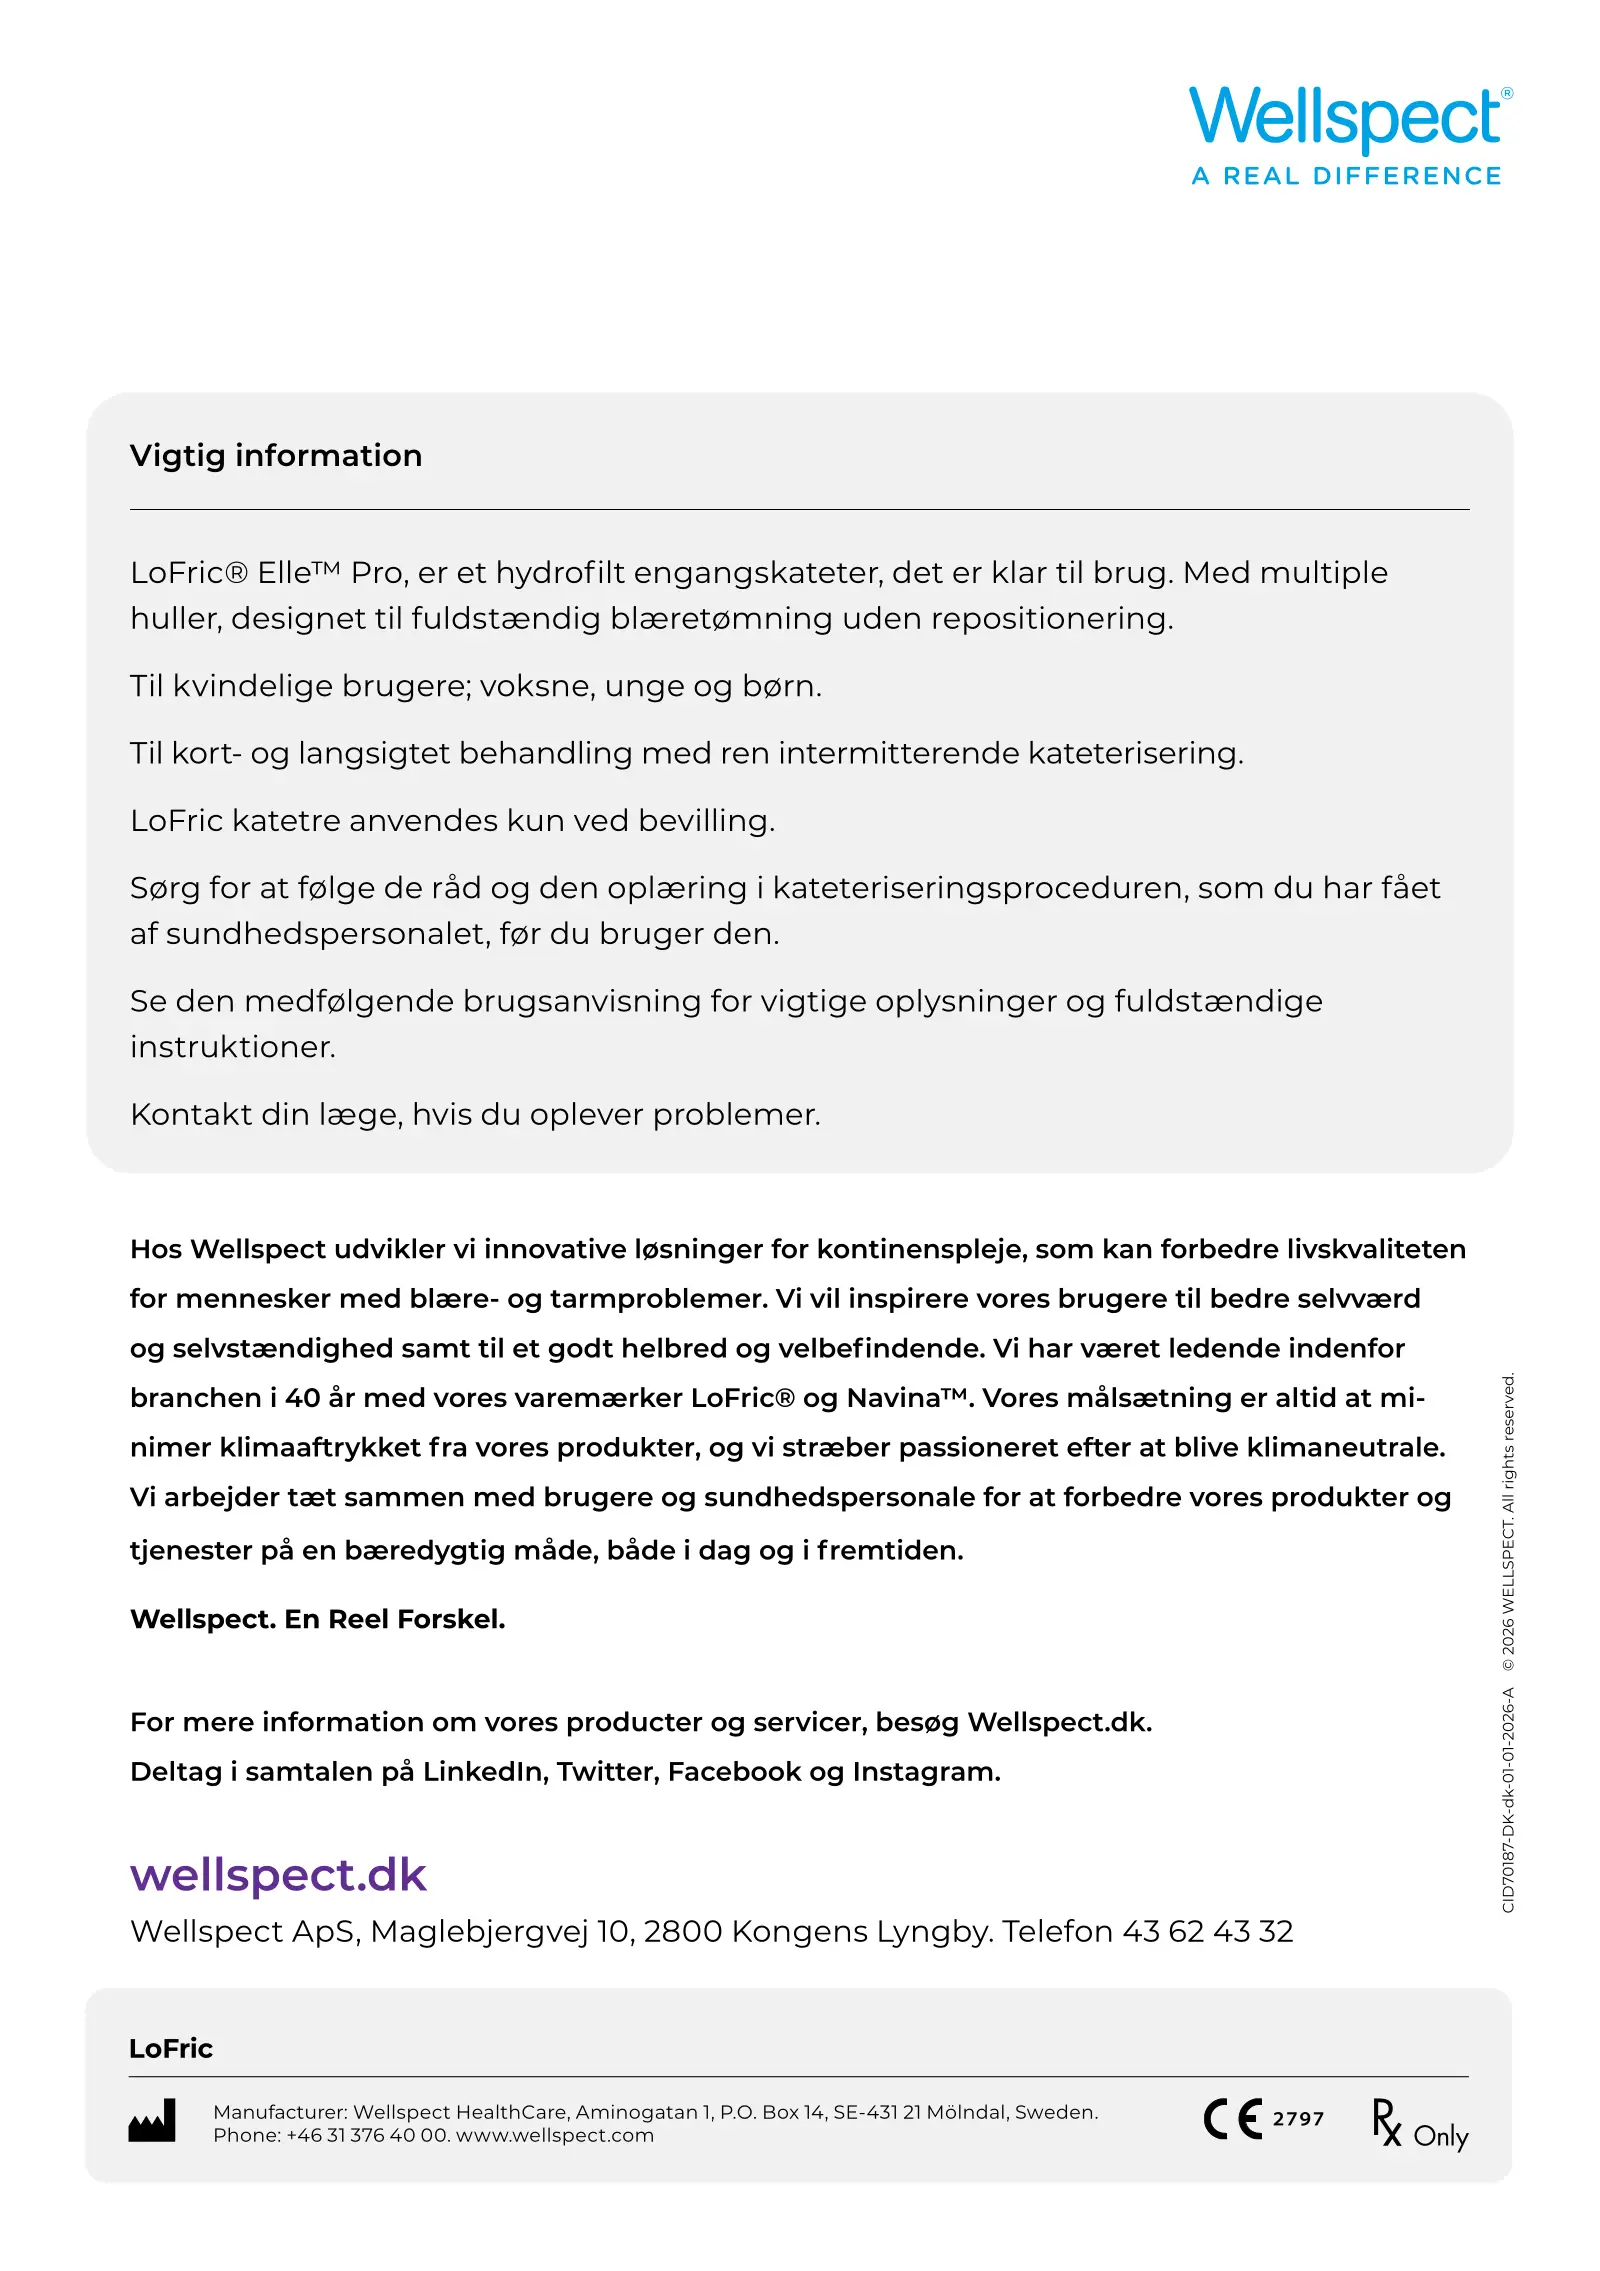 Wellspect®
A REAL DIFFERENCE
Vigtig information
LoFric® Elle™ Pro, er et hydrofilt engangskateter, det er klar til brug. Med multiple
huller, designet til fuldstændig blæretømning uden repositionering.
Til kvindelige brugere; voksne, unge og børn.
Til kort- og langsigtet behandling med ren intermitterende kateterisering.
LoFric katetre anvendes kun ved bevilling.
Sørg for at følge de råd og den oplæring i kateteriseringsproceduren, som du har fået
af sundhedspersonalet, før du bruger den.
Se den medfølgende brugsanvisning for vigtige oplysninger og fuldstændige
instruktioner.
Kontakt din læge, hvis du oplever problemer.
Hos Wellspect udvikler vi innovative løsninger for kontinenspleje, som kan forbedre livskvaliteten
for mennesker med blære- og tarmproblemer. Vi vil inspirere vores brugere til bedre selvværd
og selvstændighed samt til et godt helbred og velbefindende. Vi har været ledende indenfor
branchen i 40 år med vores varemærker LoFric® og Navina™. Vores målsætning er altid at mi-
nimer klimaaftrykket fra vores produkter, og vi stræber passioneret efter at blive klimaneutrale.
Vi arbejder tæt sammen med brugere og sundhedspersonale for at forbedre vores produkter og
tjenester på en bæredygtig måde, både i dag og i fremtiden.
Wellspect. En Reel Forskel.
For mere information om vores producter og servicer, besøg Wellspect.dk.
Deltag i samtalen på LinkedIn, Twitter, Facebook og Instagram.
wellspect.dk
Wellspect ApS, Maglebjergvej 10, 2800 Kongens Lyngby. Telefon 43 62 43 32
CID70187-DK-dk-01-01-2026-A © 2026 WELLSPECT. All rights reserved.
LoFric
Manufacturer: Wellspect HealthCare, Aminogatan 1, P.O. Box 14, SE-431 21 Mölndal, Sweden.
Phone: +46 31 376 40 00. www.wellspect.com
CE 2797
Rx Only